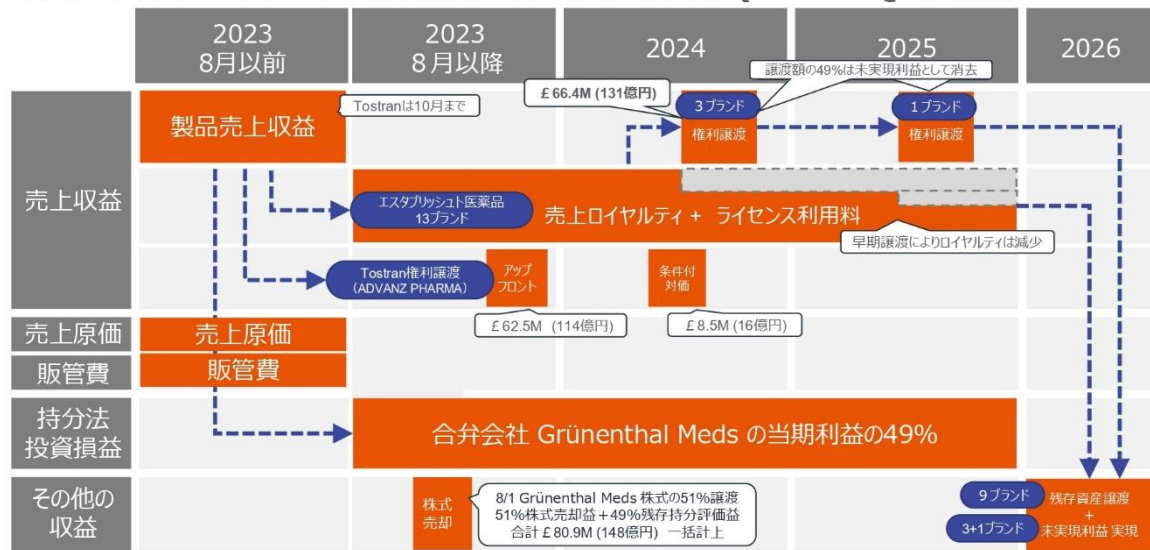 2023
8月以前
2023
8月以降
2024
2025
2026
譲渡額の49%は未実現利益として消去
売上収益
製品売上収益
Tostranは10月まで
£66.4M (131億円)
3ブランド
権利譲渡
1ブランド
権利譲渡
エスタブリッシュト医薬品
13ブランド
売上ロイヤルティ + ライセンス利用料
早期譲渡によりロイヤルティは減少
Tostran権利譲渡
(ADVANZ PHARMA)
アップ
フロント
条件付
対価
£62.5M (114億円)
£8.5M (16億円)
売上原価
売上原価
販管費
販管費
持分法
投資損益
合弁会社 Grünenthal Meds の当期利益の49%
その他の
収益
株式
売却
8/1 Grünenthal Meds 株式の51%譲渡
51%株式売却益+49%残存持分評価益
合計£80.9M (148億円) 一括計上
9ブランド
3+1ブランド
残存資産譲渡
+
未実現利益 実現